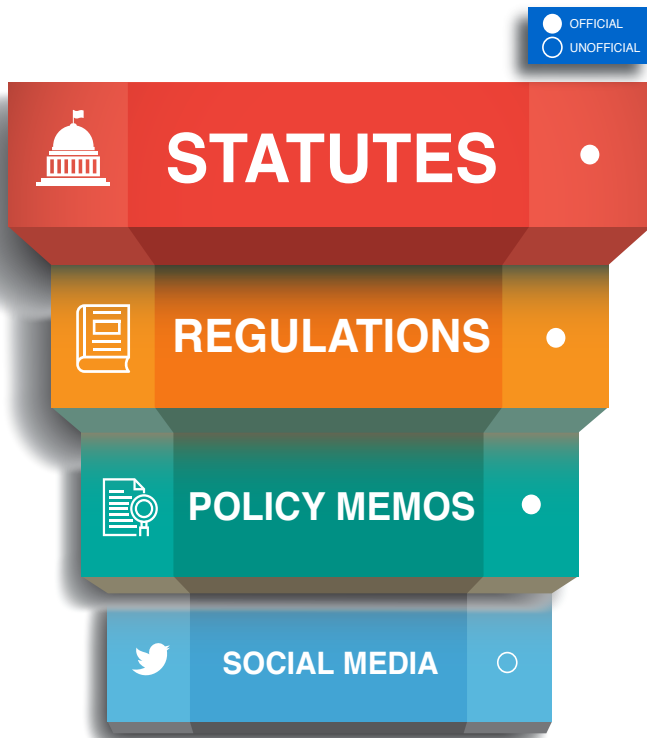 OFFICIAL
UNOFFICIAL
STATUTES
REGULATIONS
POLICY MEMOS
SOCIAL MEDIA